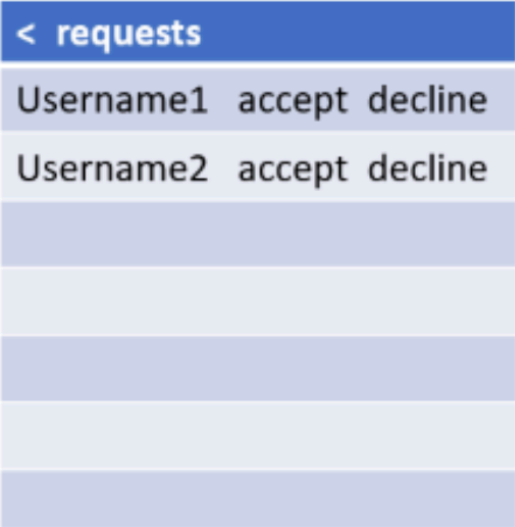 < requests
Username1 accept decline
Username2 accept decline